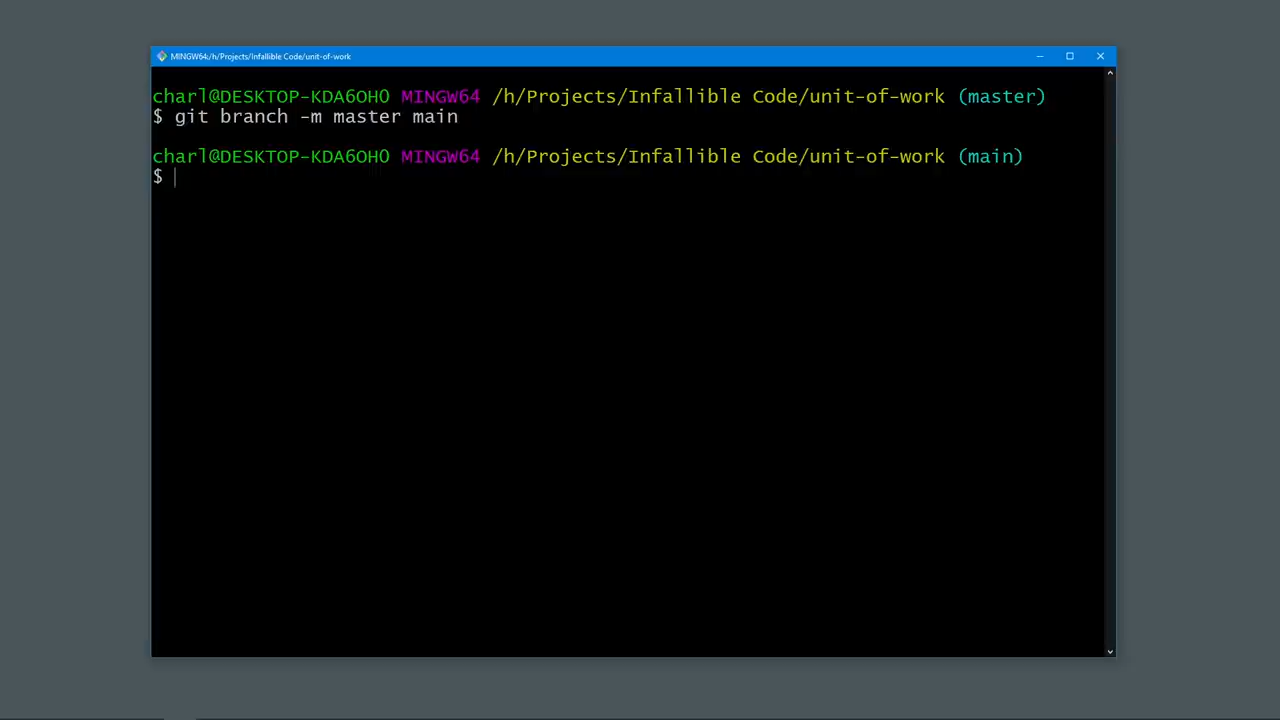 MINGW64:/h/Projects/Infallible Code/unit-of-work
charl@DESKTOP-KDA6OHO MINGW64 /h/Projects/Infallible Code/unit-of-work (master)
$ git branch -m master main
charl@DESKTOP-KDA6OHO MINGW64 /h/Projects/Infallible Code/unit-of-work (main)
$